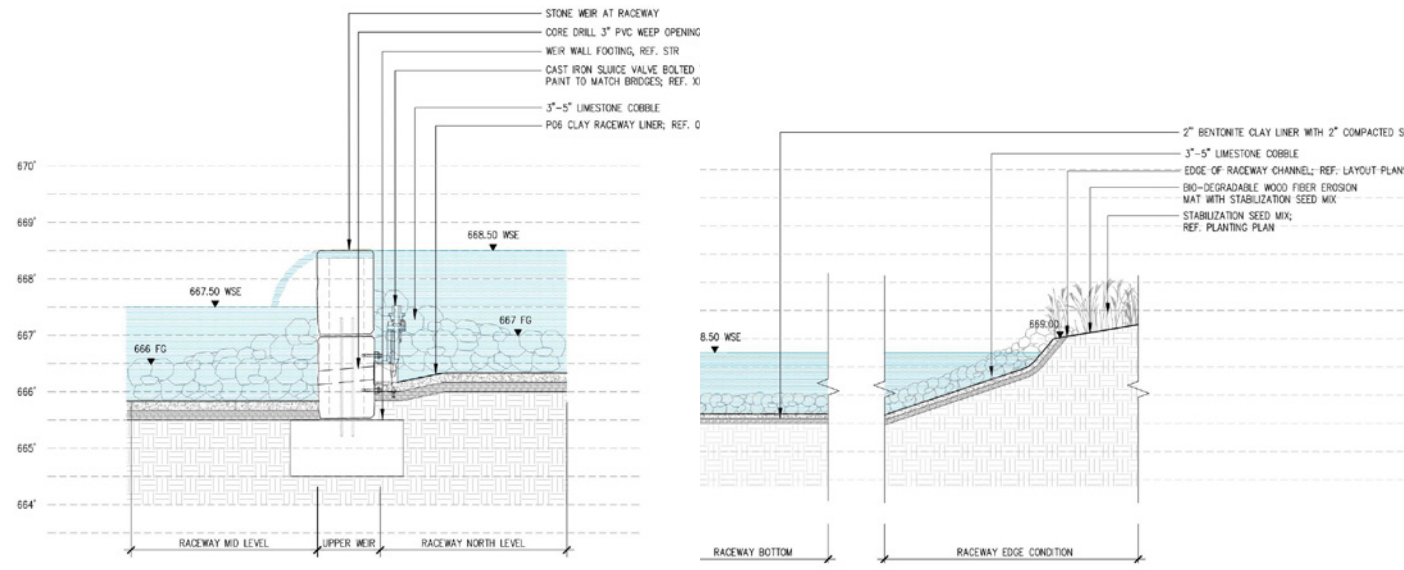 STONE WEIR AT RACEWAY
CORE DRILL 3" PVC WEEP OPENING
WEIR WALL FOOTING, REF. STR
CAST IRON SLUICE VALVE BOLTED
PAINT TO MATCH BRIDGES; REF.
3"-5" LIMESTONE COBBLE
P06 CLAY RACEWAY LINER; REF.
670'
669'
668'
667'
666'
665'
664'
668.50 WSE
667.50 WSE
667 FG
666 FG
RACEWAY MID LEVEL
UPPER WEIR
RACEWAY NORTH LEVEL
2" BENTONITE CLAY LINER WITH 2" COMPACTED S
3"-5" LIMESTONE COBBLE
EDGE OF RACEWAY CHANNEL; REF. LAYOUT PLANS
BIO-DEGRADABLE WOOD FIBER EROSION
MAT WITH STABILIZATION SEED MIX
STABILIZATION SEED MIX;
REF. PLANTING PLAN
8.50 WSE
669.00
RACEWAY BOTTOM
RACEWAY EDGE CONDITION